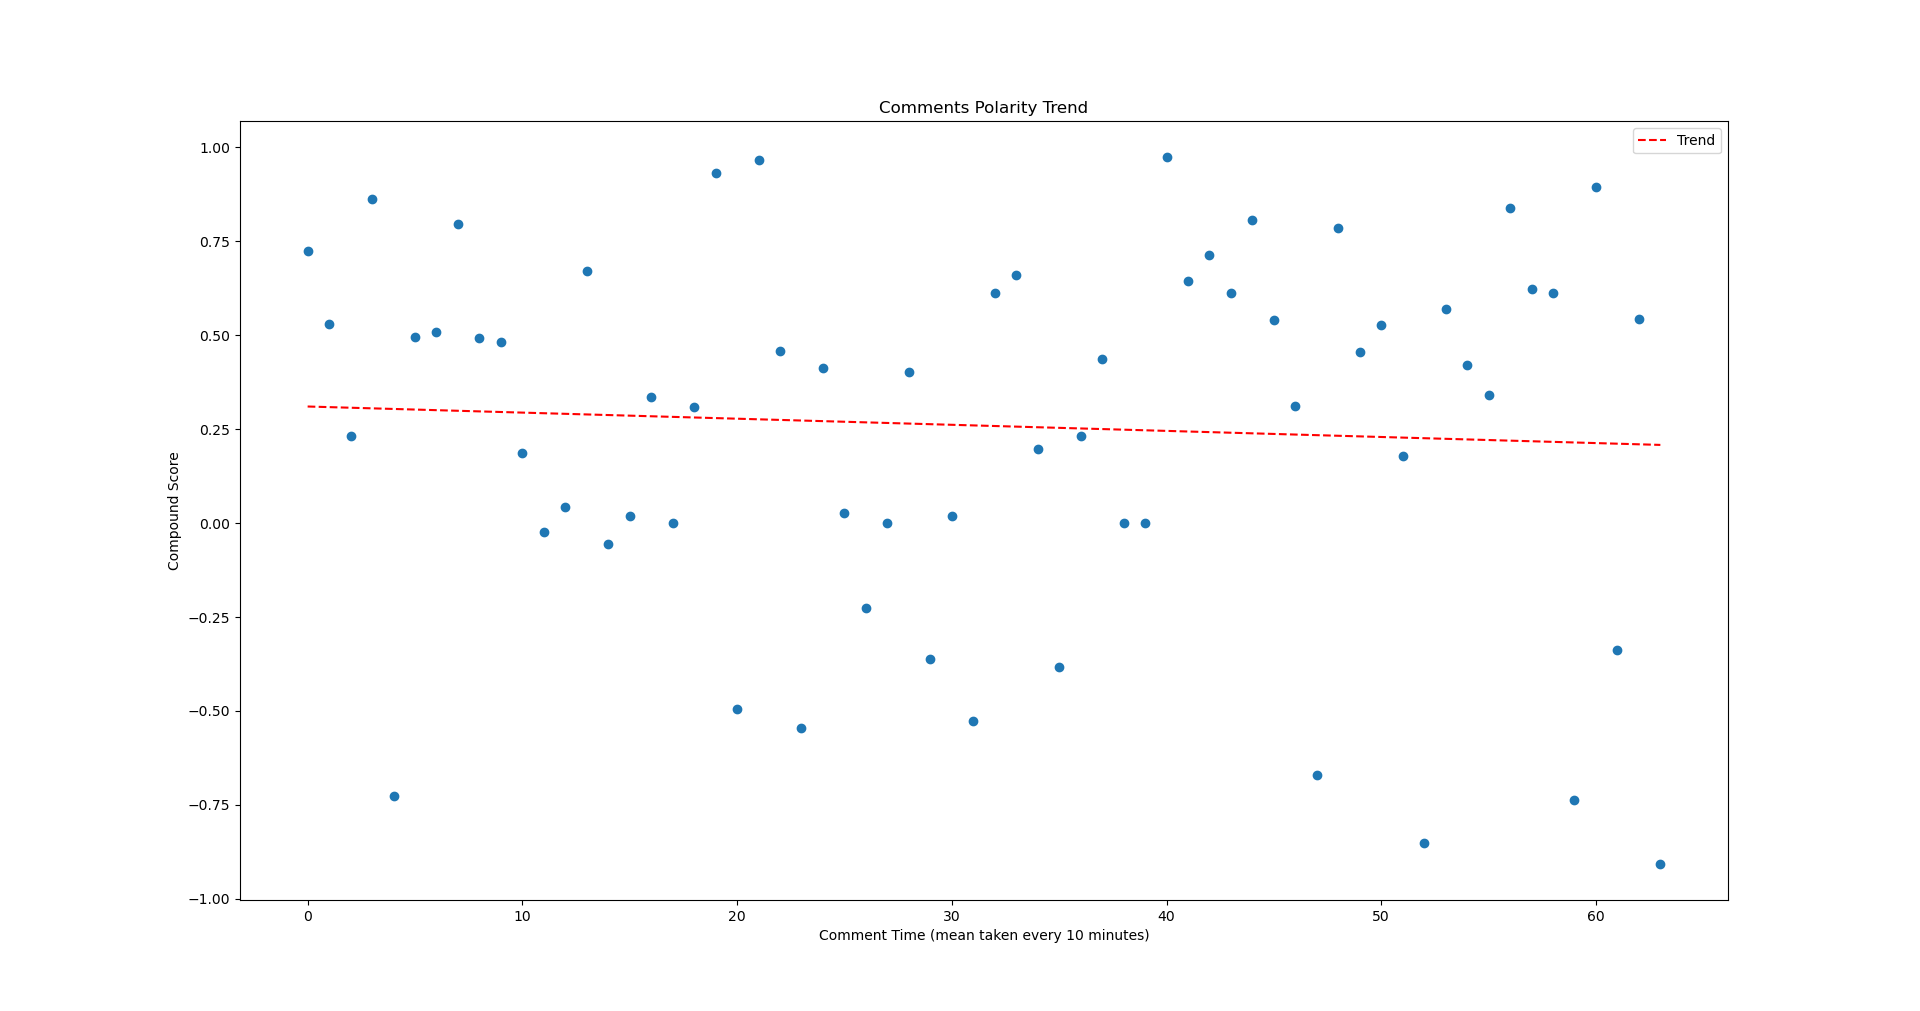 Comments Polarity Trend
Trend
1.00
0.75
0.50
0.25
0.00
−0.25
−0.50
−0.75
−1.00
Compound Score
0 10 20 30 40 50 60
Comment Time (mean taken every 10 minutes)